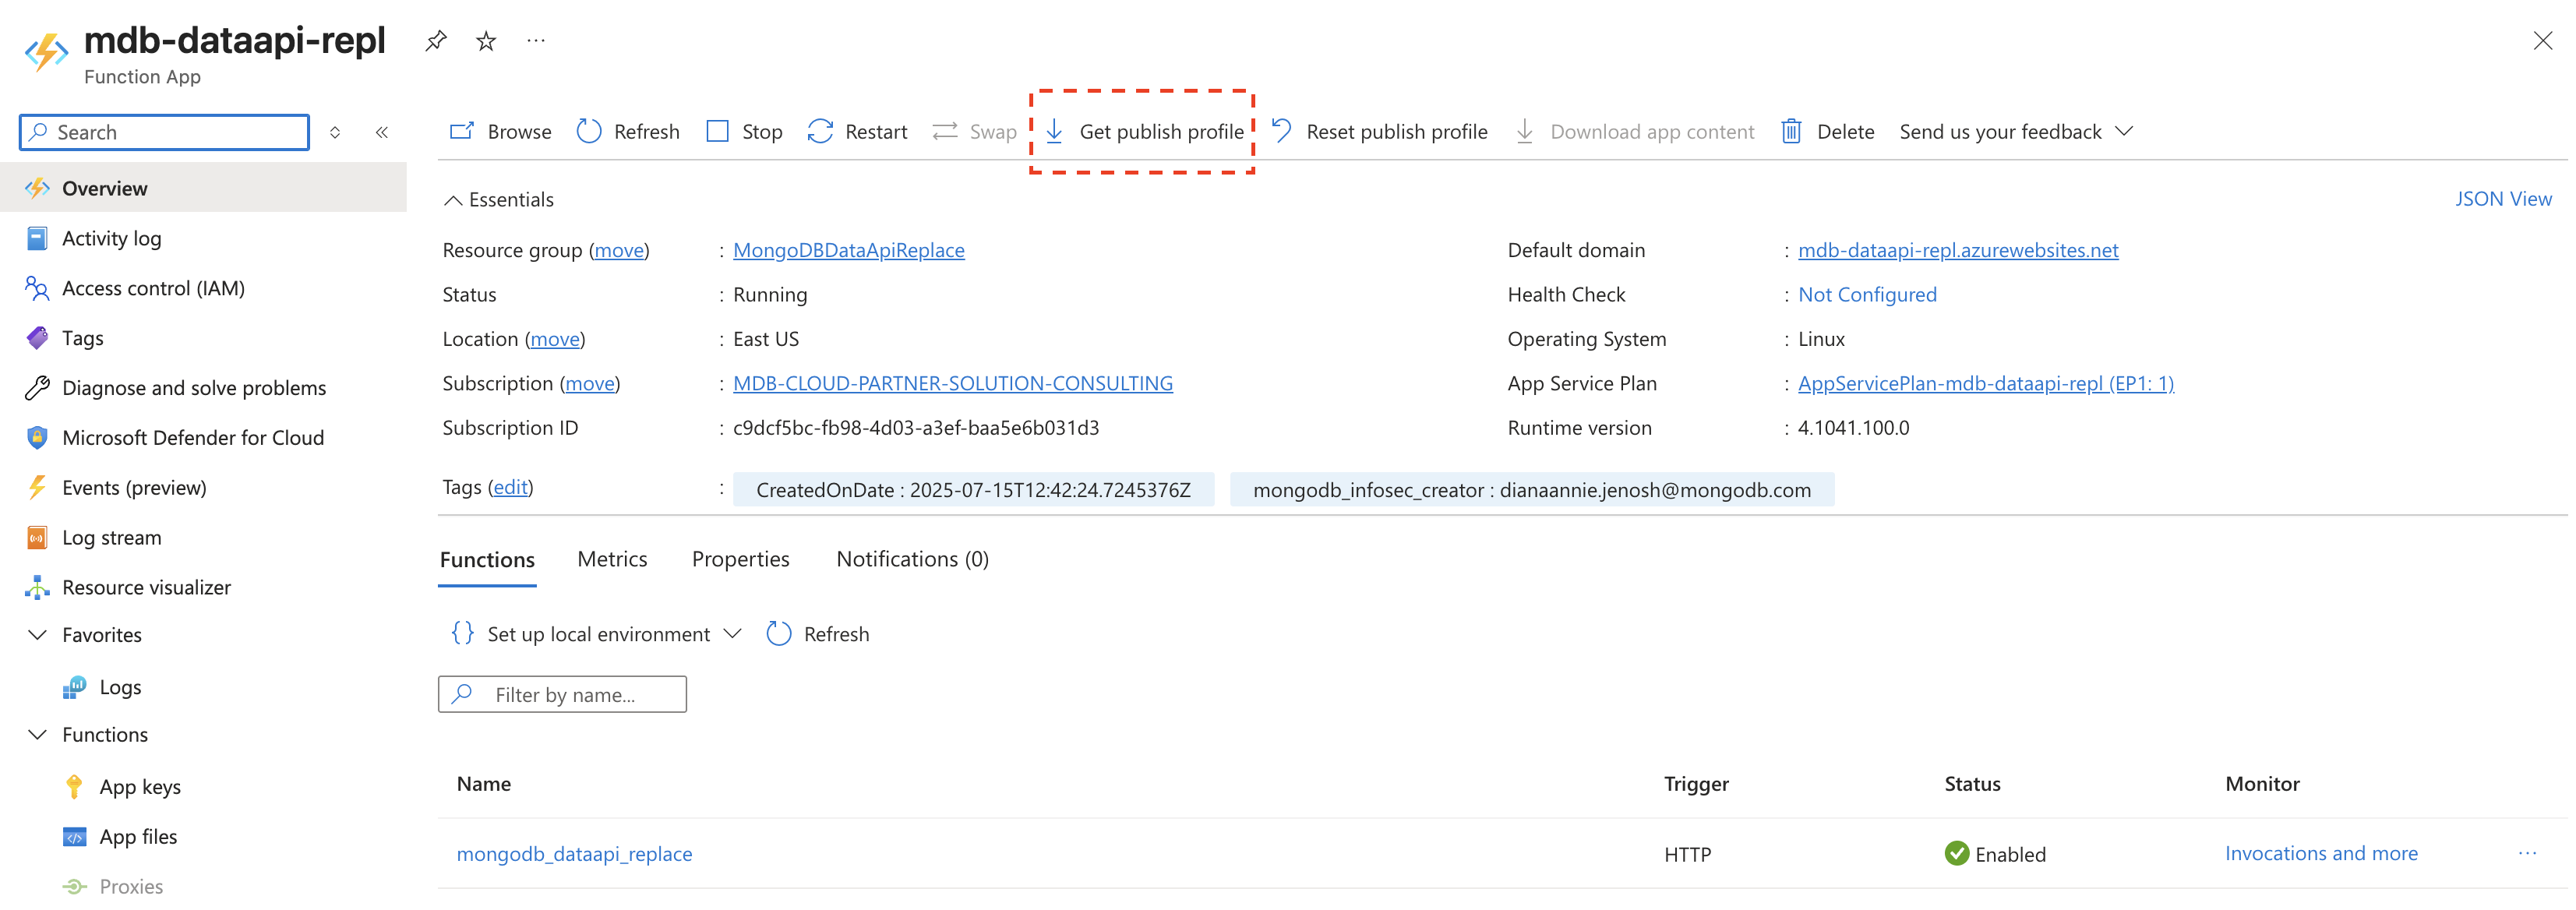 mdb-dataapi-repl
Function App
Search
Browse Refresh Stop Restart Swap Get publish profile Reset publish profile Download app content Delete Send us your feedback
Overview
Activity log
Access control (IAM)
Tags
Diagnose and solve problems
Microsoft Defender for Cloud
Events (preview)
Log stream
Resource visualizer
Favorites
Logs
Functions
App keys
App files
Proxies
Essentials
JSON View
Resource group (move) : MongoDBDataApiReplace
Status : Running
Location (move) : East US
Subscription (move) : MDB-CLOUD-PARTNER-SOLUTION-CONSULTING
Subscription ID : c9dcf5bc-fb98-4d03-a3ef-baa5e6b031d3
Default domain : mdb-dataapi-repl.azurewebsites.net
Health Check : Not Configured
Operating System : Linux
App Service Plan : AppServicePlan-mdb-dataapi-repl (EP1: 1)
Runtime version : 4.1041.100.0
Tags (edit) : CreatedOnDate : 2025-07-15T12:42:24.7245376Z mongodb_infosec_creator : dianaannie.jenosh@mongodb.com
Functions Metrics Properties Notifications (0)
Set up local environment Refresh
Filter by name...
Name Trigger Status Monitor
mongodb_dataapi_replace HTTP Enabled Invocations and more